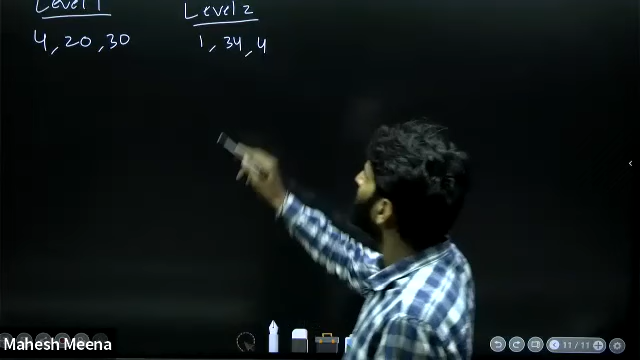 Level 1 Level 2
4, 20, 30 1, 34, 4
Mahesh Meena
11 / 11